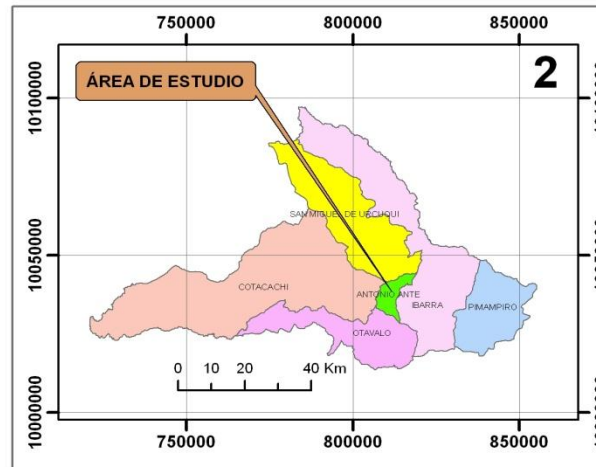 750000 800000 850000
2
ÁREA DE ESTUDIO
10100000
SAN MIGUEL DE URCUQUI
10050000
COTACACHI
ANTONIO ANTE
IBARRA
PIMAMPIRO
OTAVALO
0 10 20 40 Km
10000000
750000 800000 850000